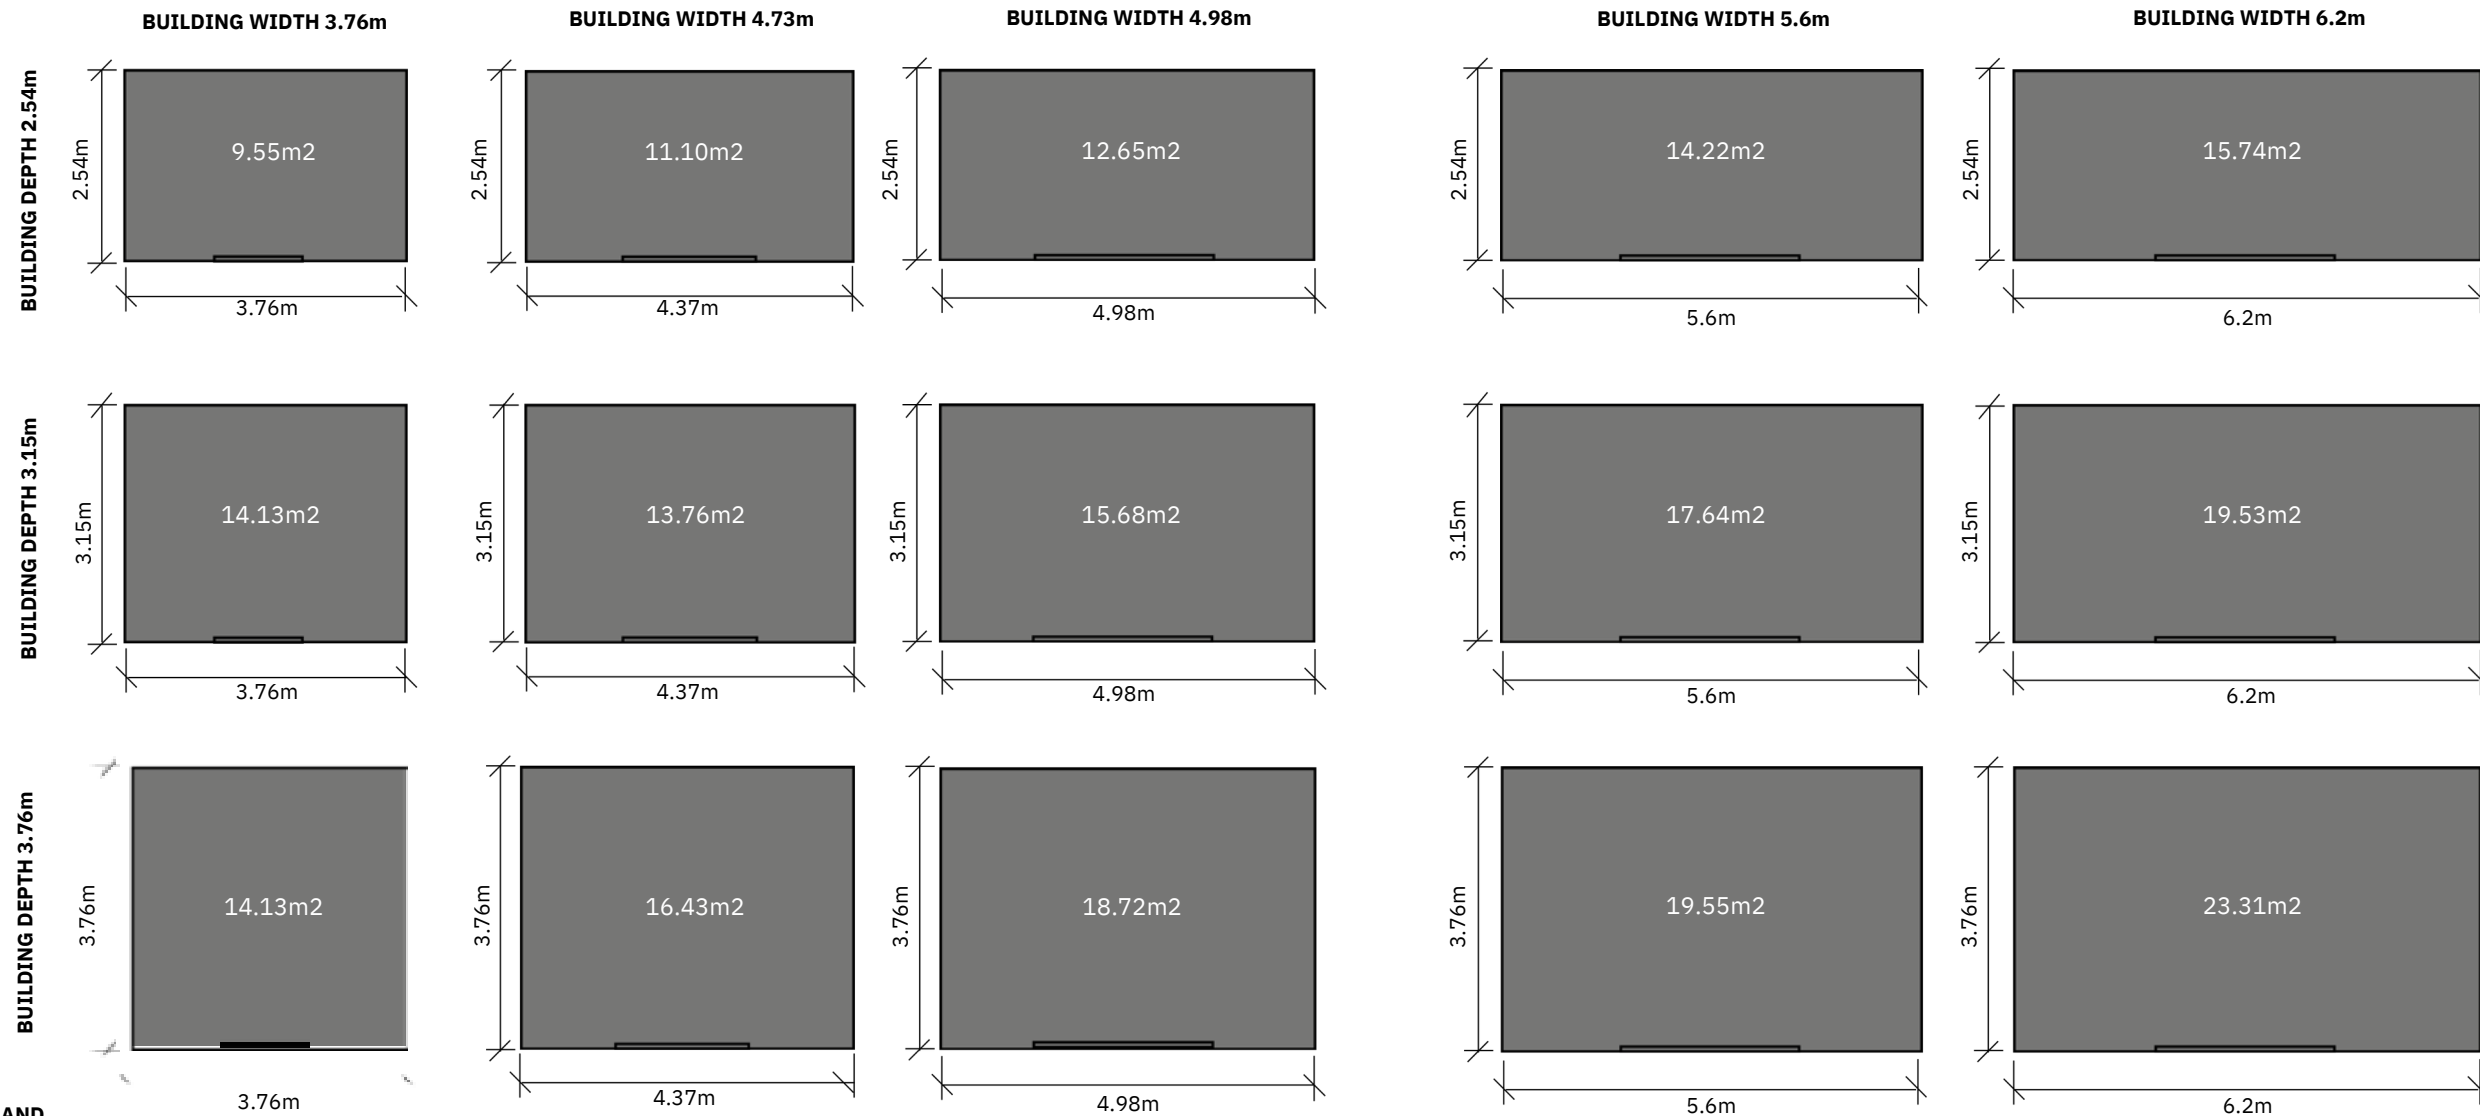 BUILDING WIDTH 3.76m
BUILDING WIDTH 4.73m
BUILDING WIDTH 4.98m
BUILDING WIDTH 5.6m
BUILDING WIDTH 6.2m
BUILDING DEPTH 2.54m
2.54m
9.55m2
3.76m
2.54m
11.10m2
4.37m
2.54m
12.65m2
4.98m
2.54m
14.22m2
5.6m
2.54m
15.74m2
6.2m
BUILDING DEPTH 3.15m
3.15m
14.13m2
3.76m
3.15m
13.76m2
4.37m
3.15m
15.68m2
4.98m
3.15m
17.64m2
5.6m
3.15m
19.53m2
6.2m
BUILDING DEPTH 3.76m
3.76m
14.13m2
3.76m
3.76m
16.43m2
4.37m
3.76m
18.72m2
4.98m
3.76m
19.55m2
5.6m
3.76m
23.31m2
6.2m
AND